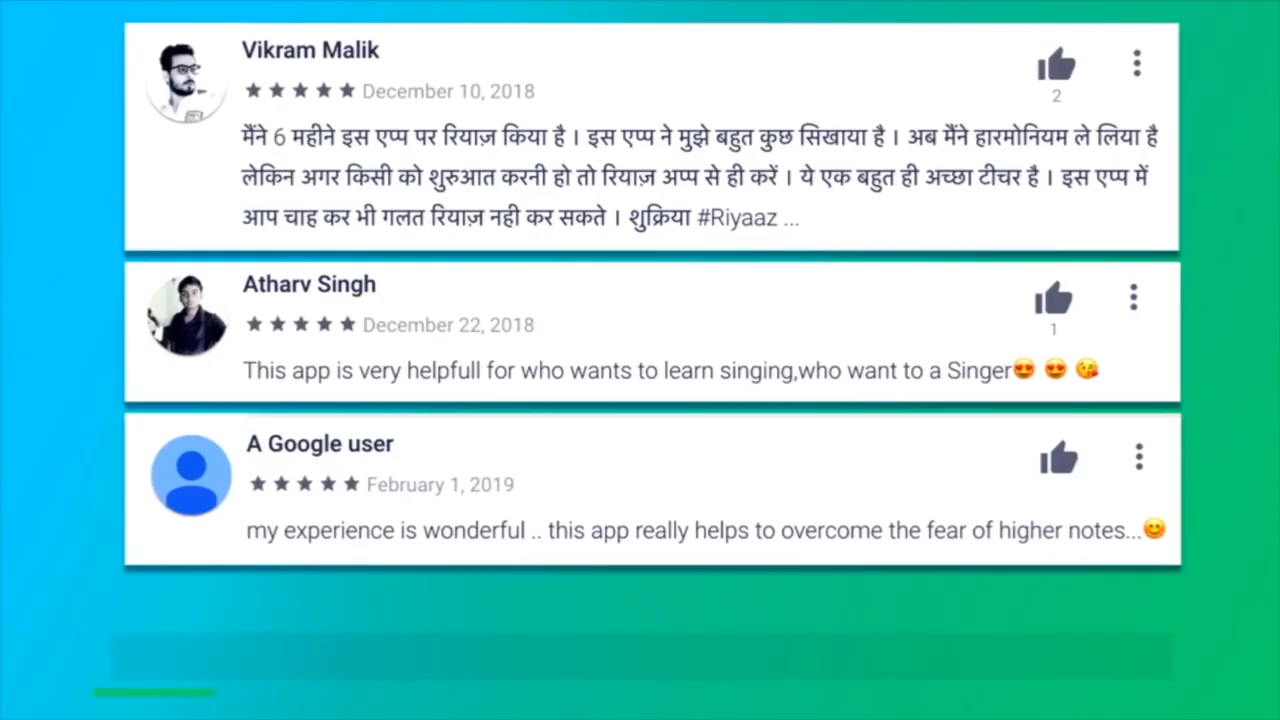 Vikram Malik
★★★★★ December 10, 2018
2
मैंने 6 महीने इस एप्प पर रियाज़ किया है । इस एप्प ने मुझे बहुत कुछ सिखाया है । अब मैंने हारमोनियम ले लिया है
लेकिन अगर किसी को शुरुआत करनी हो तो रियाज़ अप्प से ही करें । ये एक बहुत ही अच्छा टीचर है । इस एप्प में
आप चाह कर भी गलत रियाज़ नही कर सकते । शुक्रिया #Riyaaz ...
Atharv Singh
★★★★★ December 22, 2018
1
This app is very helpfull for who wants to learn singing,who want to a Singer😍 😍 😘
A Google user
★★★★★ February 1, 2019
my experience is wonderful .. this app really helps to overcome the fear of higher notes...😊